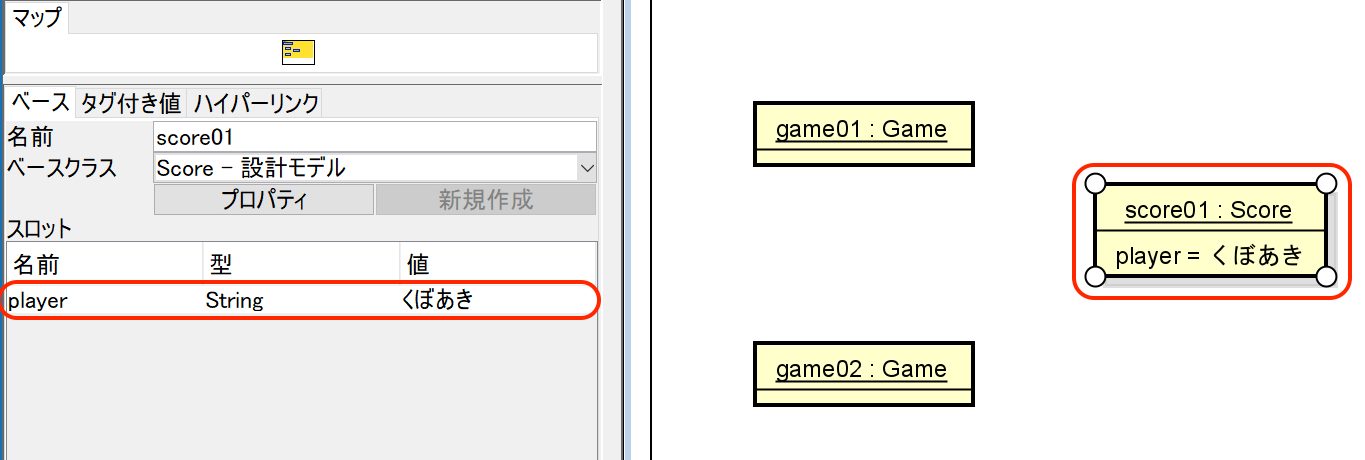 マップ
ベース タグ付き値 ハイパーリンク
名前 score01
ベースクラス Score - 設計モデル
プロパティ 新規作成
スロット
名前 型 値
player String くぼあき
game01 : Game
score01 : Score
player = くぼあき
game02 : Game